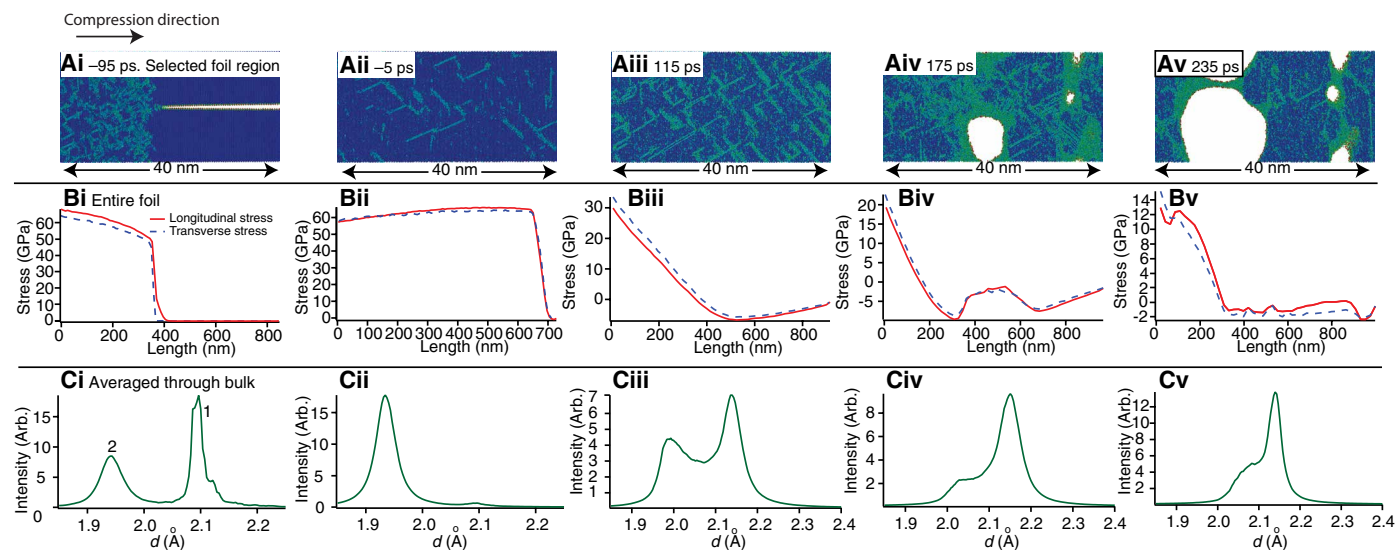 Compression direction
Ai –95 ps. Selected foil region
Aii –5 ps
Aiii 115 ps
Aiv 175 ps
Av 235 ps
40 nm
40 nm
40 nm
40 nm
40 nm
Bi Entire foil
Longitudinal stress
Transverse stress
Stress (GPa)
60
50
40
30
20
10
0
0 200 400 600 800
Length (nm)
Bii
Stress (GPa)
60
50
40
30
20
10
0
0 100 200 300 400 500 600 700
Length (nm)
Biii
Stress (GPa)
30
20
10
0
0 200 400 600 800
Length (nm)
Biv
Stress (GPa)
20
15
10
5
0
-5
0 200 400 600 800
Length (nm)
Bv
Stress (GPa)
14
12
10
8
6
4
2
0
-2
0 200 400 600 800
Length (nm)
Ci Averaged through bulk
Intensity (Arb.)
15
10
5
0
2
1
1.9 2.0 2.1 2.2
d (Å)
Cii
Intensity (Arb.)
15
10
5
0
1.9 2.0 2.1 2.2
d (Å)
Ciii
Intensity (Arb.)
7
6
5
4
3
2
1
1.9 2.0 2.1 2.2 2.3 2.4
d (Å)
Civ
Intensity (Arb.)
8
6
4
2
1.9 2.0 2.1 2.2 2.3 2.4
d (Å)
Cv
Intensity (Arb.)
12
10
8
6
4
2
1.9 2.0 2.1 2.2 2.3 2.4
d (Å)